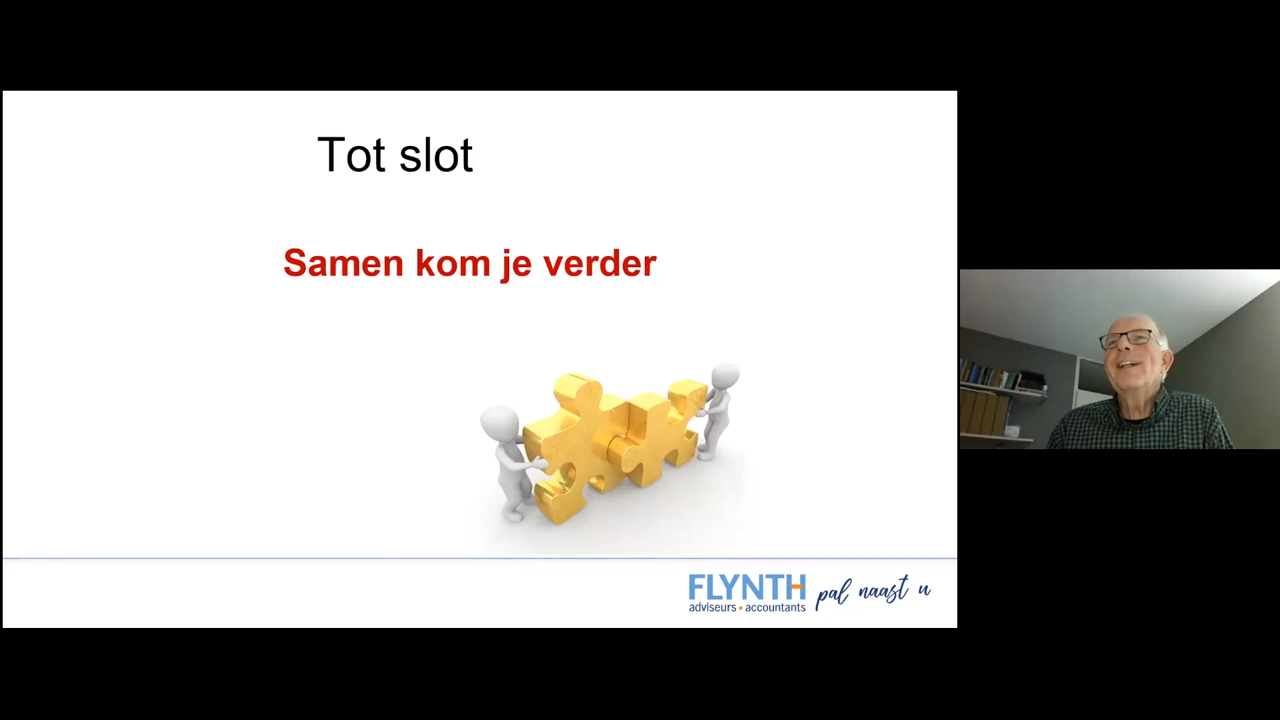 Tot slot
Samen kom je verder
FLYNTH
adviseurs • accountants
pal naast u